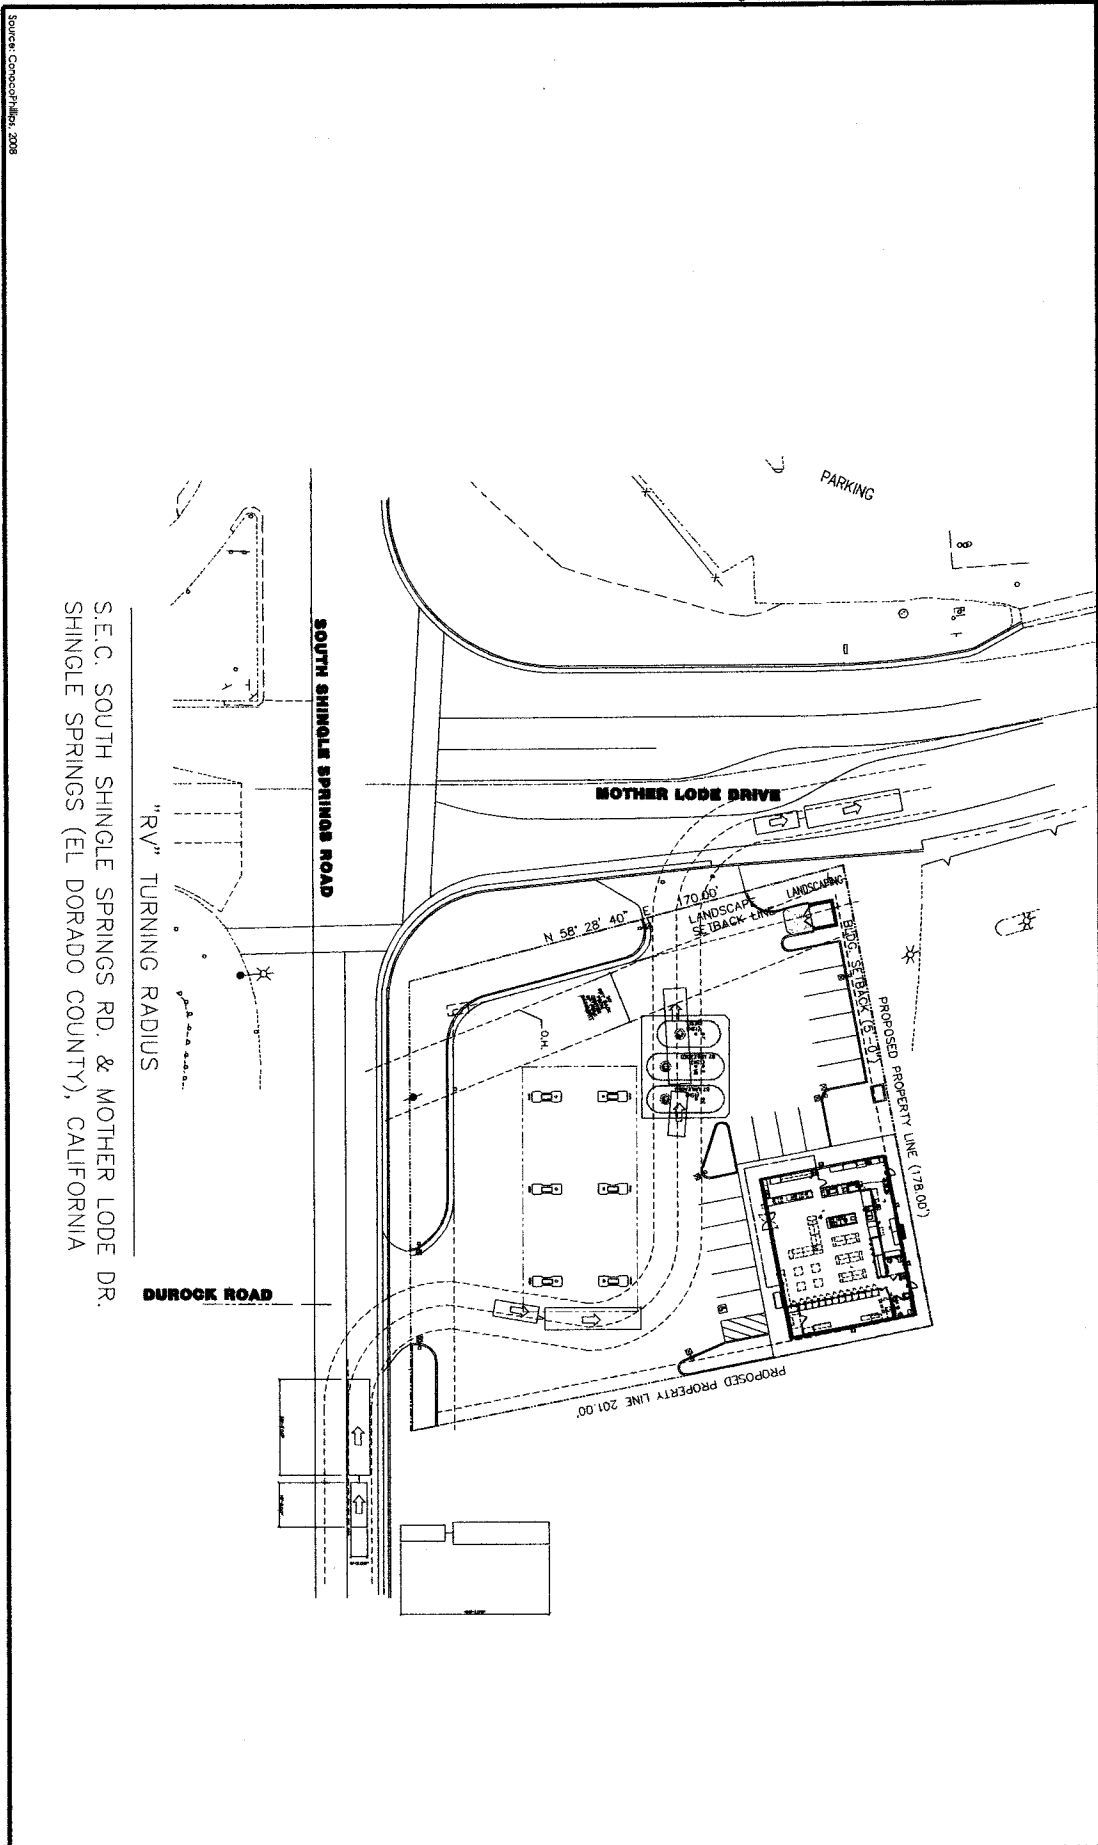 PARKING
MOTHER LODE DRIVE
SOUTH SHINGLE SPRINGS ROAD
N 58° 28' 40" E
170.00'
LANDSCAPE
SETBACK LINE
LANDSCAPING
BLDG. SETBACK (5'-0")
PROPOSED PROPERTY LINE (178.00')
O.H.
PROPOSED PROPERTY LINE 201.00'
DUROCK ROAD
"RV" TURNING RADIUS
S.E.C. SOUTH SHINGLE SPRINGS RD. & MOTHER LODE DR.
SHINGLE SPRINGS (EL DORADO COUNTY), CALIFORNIA
Source: ConocoPhillips, 2008